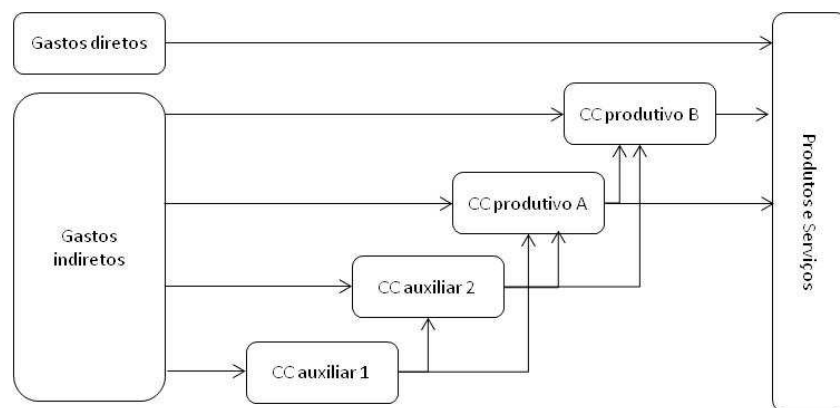 Gastos diretos
CC produtivo B
CC produtivo A
Gastos
indiretos
CC auxiliar 2
CC auxiliar 1
Produtos e Serviços